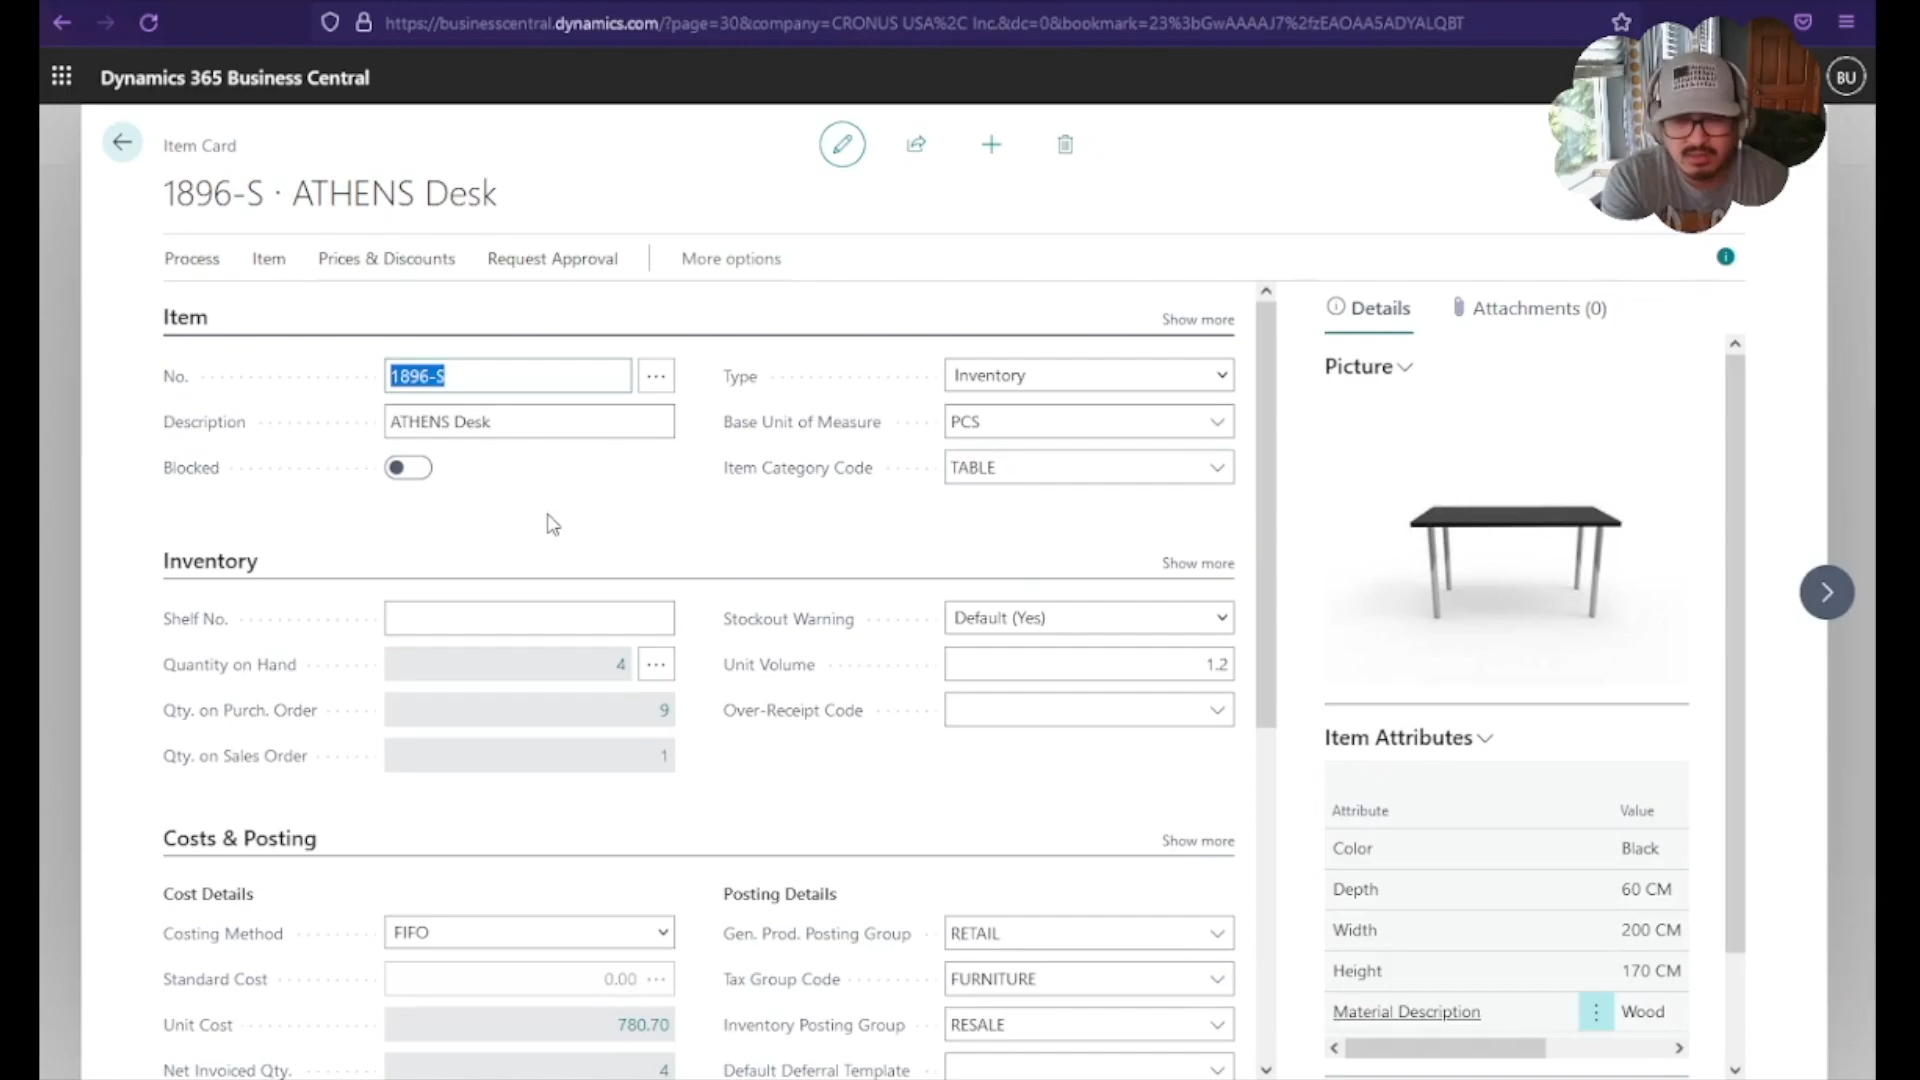 https://businesscentral.dynamics.com/?page=30&company=CRONUS USA%2C Inc.&dc=0&bookmark=23%3bGwAAAAJ7%2fzEAOAA5ADYALQBT
Dynamics 365 Business Central
BU
Item Card
1896-S · ATHENS Desk
Process Item Prices & Discounts Request Approval More options
Item
Show more
No. 1896-S
Type Inventory
Description ATHENS Desk
Base Unit of Measure PCS
Blocked
Item Category Code TABLE
Inventory
Show more
Shelf No.
Stockout Warning Default (Yes)
Quantity on Hand 4
Unit Volume 1.2
Qty. on Purch. Order 9
Over-Receipt Code
Qty. on Sales Order 1
Costs & Posting
Show more
Cost Details
Posting Details
Costing Method FIFO
Gen. Prod. Posting Group RETAIL
Standard Cost 0.00
Tax Group Code FURNITURE
Unit Cost 780.70
Inventory Posting Group RESALE
Net Invoiced Qty. 4
Default Deferral Template
Details
Attachments (0)
Picture
Item Attributes
Attribute Value
Color Black
Depth 60 CM
Width 200 CM
Height 170 CM
Material Description Wood